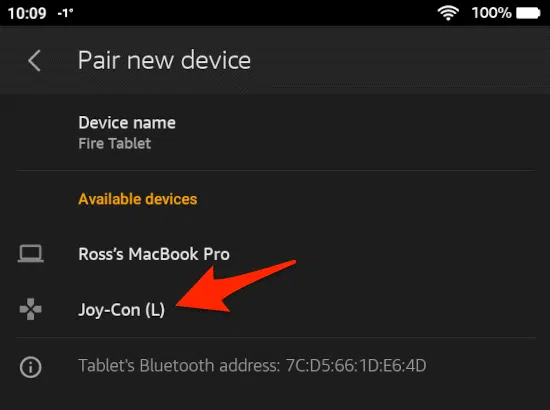 10:09 -1° 100%
Pair new device
Device name
Fire Tablet
Available devices
Ross’s MacBook Pro
Joy-Con (L)
Tablet's Bluetooth address: 7C:D5:66:1D:E6:4D